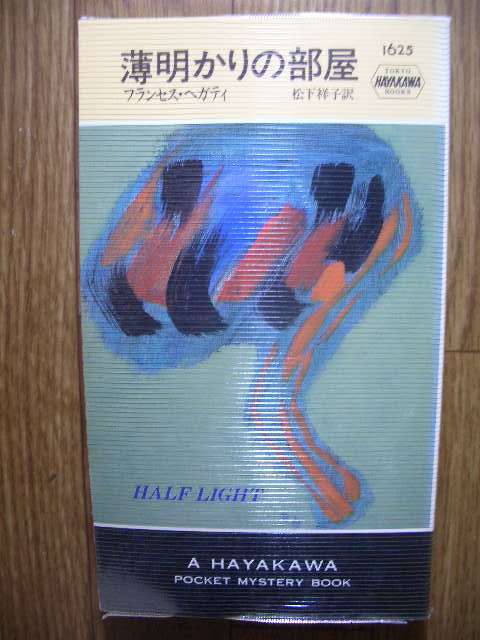 薄明かりの部屋
1625
フランセス・ヘガティ
松下祥子訳
TOKYO
HAYAKAWA
BOOKS
HALF LIGHT
A HAYAKAWA
POCKET MYSTERY BOOK